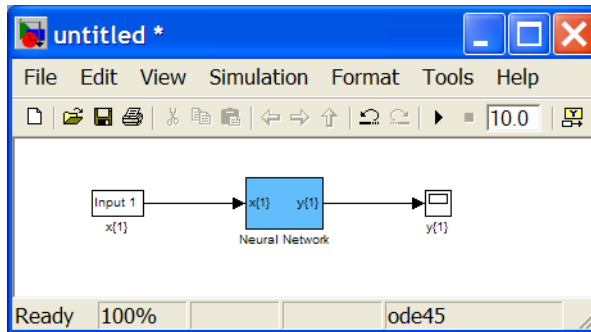 untitled *
File Edit View Simulation Format Tools Help
10.0
Input 1
x{1}
x{1} y{1}
Neural Network
y{1}
Ready 100% ode45